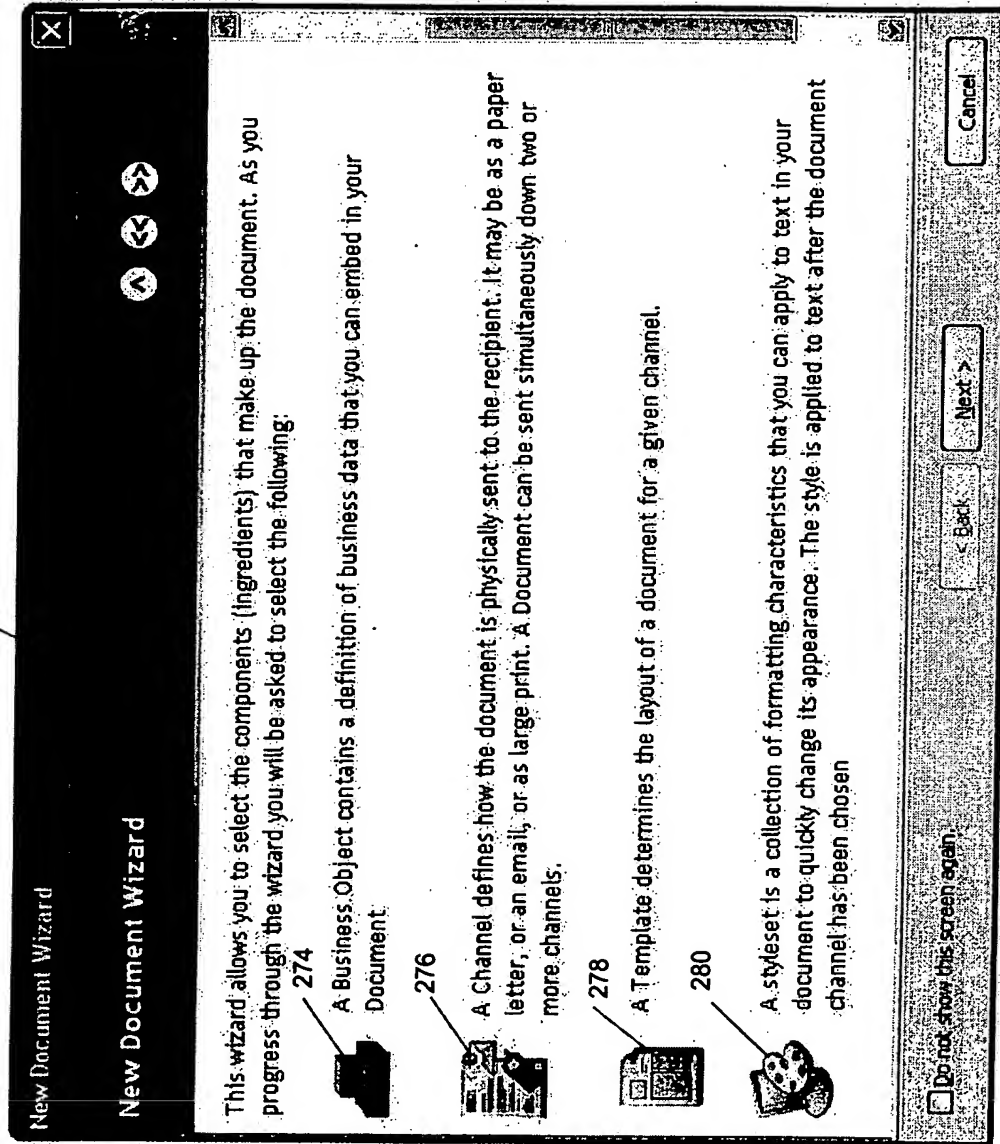 New Document Wizard
New Document Wizard
This wizard allows you to select the components (ingredients) that make up the document. As you
progress through the wizard you will be asked to select the following:
274
A Business Object contains a definition of business data that you can embed in your
Document
276
A Channel defines how the document is physically sent to the recipient. It may be as a paper
letter, or an email, or as large print. A Document can be sent simultaneously down two or
more channels.
278
A Template determines the layout of a document for a given channel.
280
A styleset is a collection of formatting characteristics that you can apply to text in your
document to quickly change its appearance. The style is applied to text after the document
channel has been chosen
Do not show this screen again.
< Back
Next >
Cancel